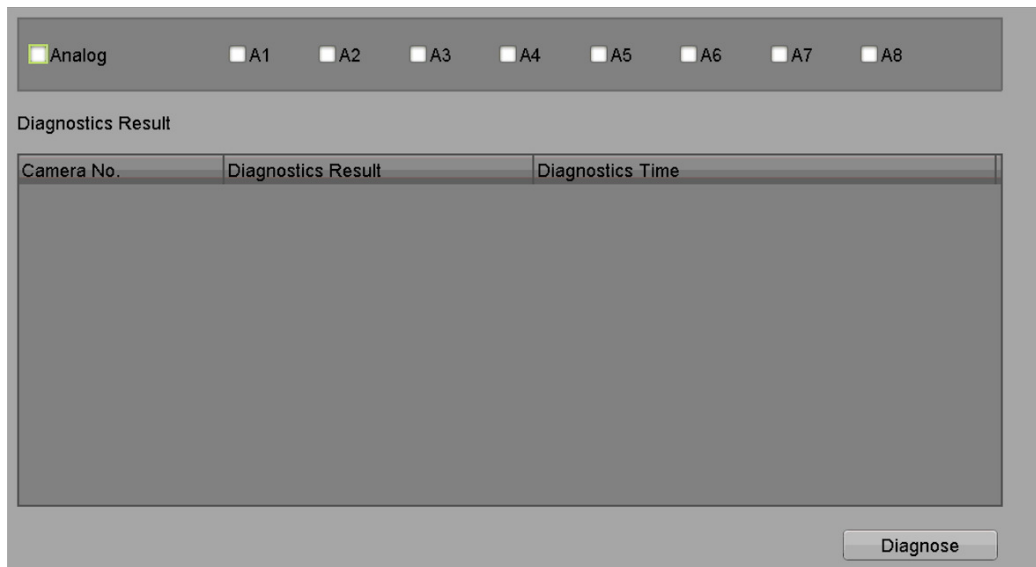 Analog A1 A2 A3 A4 A5 A6 A7 A8
Diagnostics Result
Camera No. Diagnostics Result Diagnostics Time
Diagnose